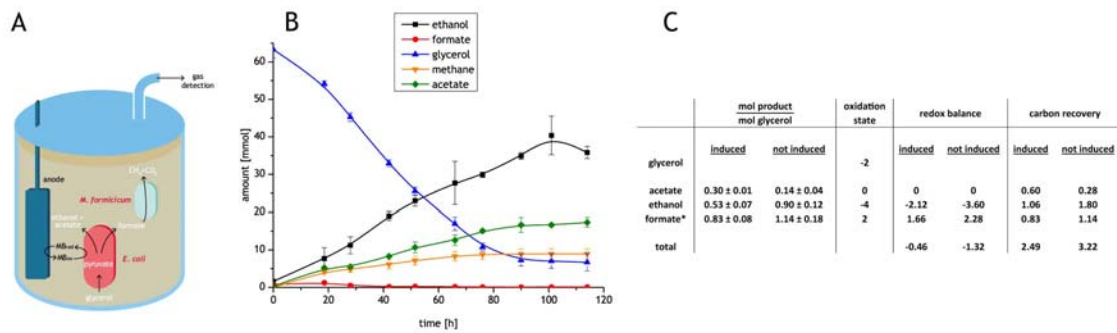 A
gas
detection
anode
CH₄+CO₂
M. formicicum
ethanol +
acetate
formate
MBred
MBox
pyruvate
E. coli
glycerol
B
ethanol
formate
glycerol
methane
acetate
amount [mmol]
60
50
40
30
20
10
0
0 20 40 60 80 100 120
time [h]
C
mol product
mol glycerol
oxidation
state
redox balance
carbon recovery
induced not induced induced not induced induced not induced
glycerol -2
acetate 0.30 ± 0.01 0.14 ± 0.04 0 0 0 0.60 0.28
ethanol 0.53 ± 0.07 0.90 ± 0.12 -4 -2.12 -3.60 1.06 1.80
formate* 0.83 ± 0.08 1.14 ± 0.18 2 1.66 2.28 0.83 1.14
total -0.46 -1.32 2.49 3.22